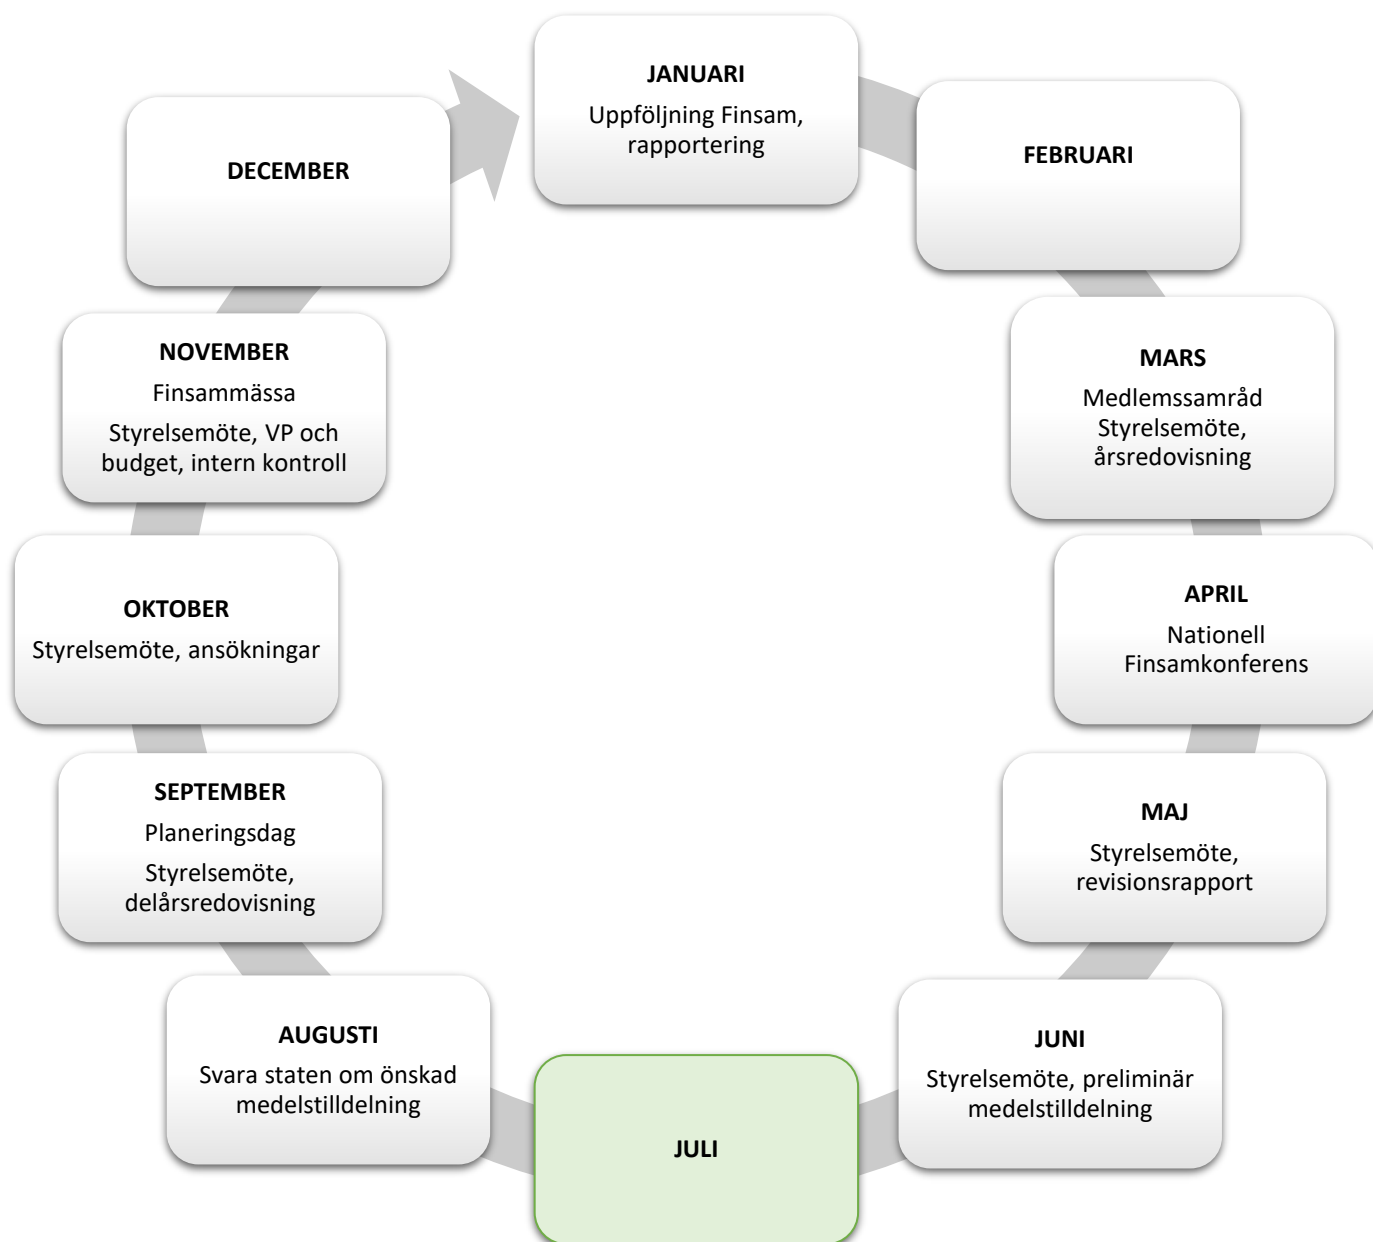 JANUARI
Uppföljning Finsam,
rapportering
FEBRUARI
MARS
Medlemssamråd
Styrelsemöte,
årsredovisning
APRIL
Nationell
Finsamkonferens
MAJ
Styrelsemöte,
revisionsrapport
JUNI
Styrelsemöte, preliminär
medelstilldelning
JULI
AUGUSTI
Svara staten om önskad
medelstilldelning
SEPTEMBER
Planeringsdag
Styrelsemöte,
delårsredovisning
OKTOBER
Styrelsemöte, ansökningar
NOVEMBER
Finsammässa
Styrelsemöte, VP och
budget, intern kontroll
DECEMBER